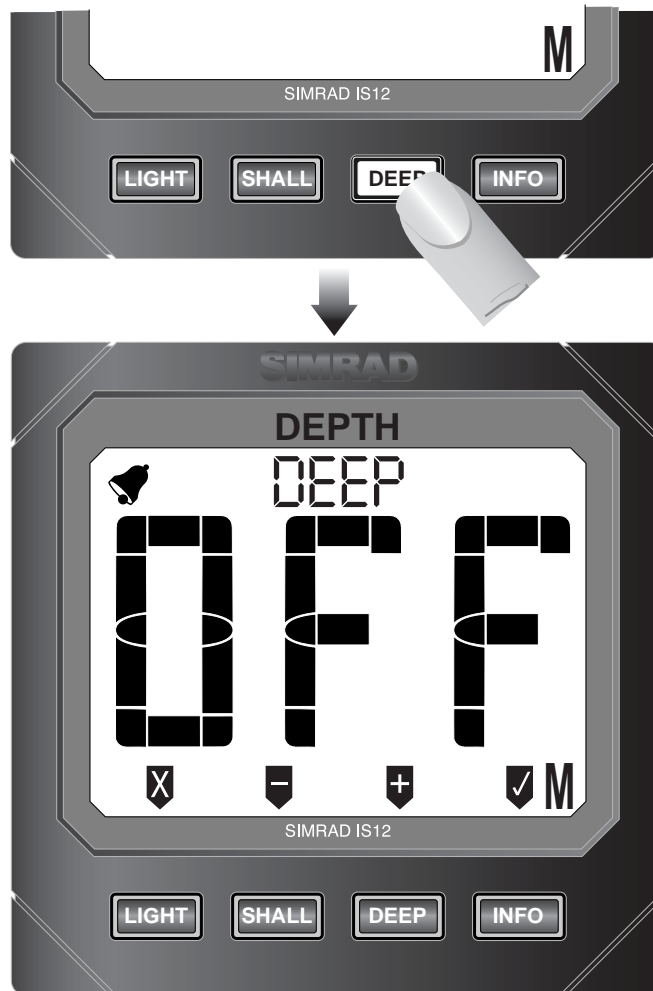 M
SIMRAD IS12
LIGHT SHALL DEEP INFO
SIMRAD
DEPTH
DEEP
OFF
X - + ✓ M
SIMRAD IS12
LIGHT SHALL DEEP INFO